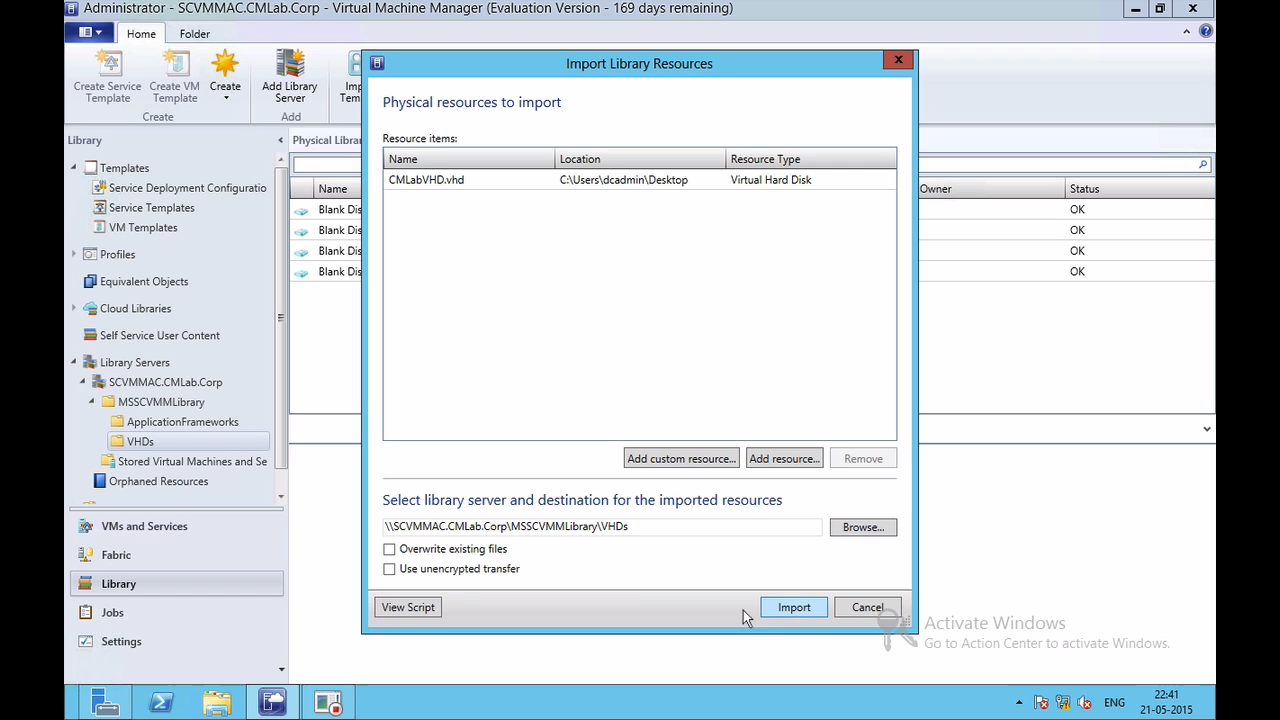 Administrator - SCVMMAC.CMLab.Corp - Virtual Machine Manager (Evaluation Version - 169 days remaining)
Home
Folder
Create Service Template
Create VM Template
Create
Add Library Server
Create
Add
Import Library Resources
Physical resources to import
Resource items:
Name Location Resource Type
CMLabVHD.vhd C:\Users\dcadmin\Desktop Virtual Hard Disk
Add custom resource...
Add resource...
Remove
Select library server and destination for the imported resources
\\SCVMMAC.CMLab.Corp\MSSCVMMLibrary\VHDs
Browse...
Overwrite existing files
Use unencrypted transfer
View Script
Import
Cancel
Library
Templates
Service Deployment Configuratio
Service Templates
VM Templates
Profiles
Equivalent Objects
Cloud Libraries
Self Service User Content
Library Servers
SCVMMAC.CMLab.Corp
MSSCVMMLibrary
ApplicationFrameworks
VHDs
Stored Virtual Machines and Se
Orphaned Resources
VMs and Services
Fabric
Library
Jobs
Settings
Name
Owner
Status
Blank Dis
OK
Blank Dis
OK
Blank Dis
OK
Blank Dis
OK
Activate Windows
Go to Action Center to activate Windows.
ENG
22:41
21-05-2015